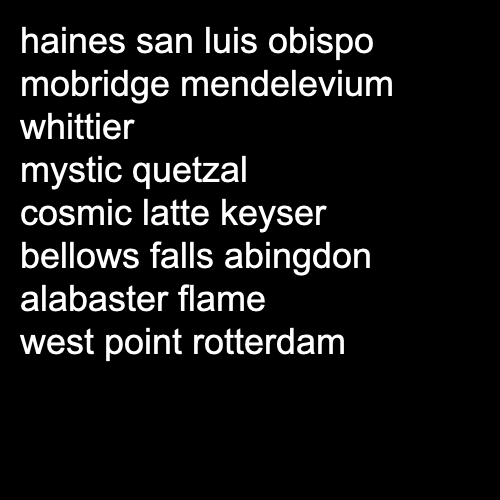 haines san luis obispo
mobridge mendelevium
whittier
mystic quetzal
cosmic latte keyser
bellows falls abingdon
alabaster flame
west point rotterdam